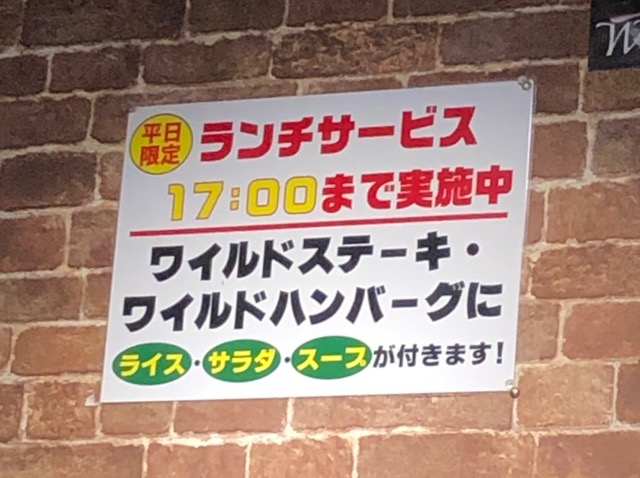 平日
限定
ランチサービス
17:00まで実施中
ワイルドステーキ・
ワイルドハンバーグに
ライス・サラダ・スープが付きます!